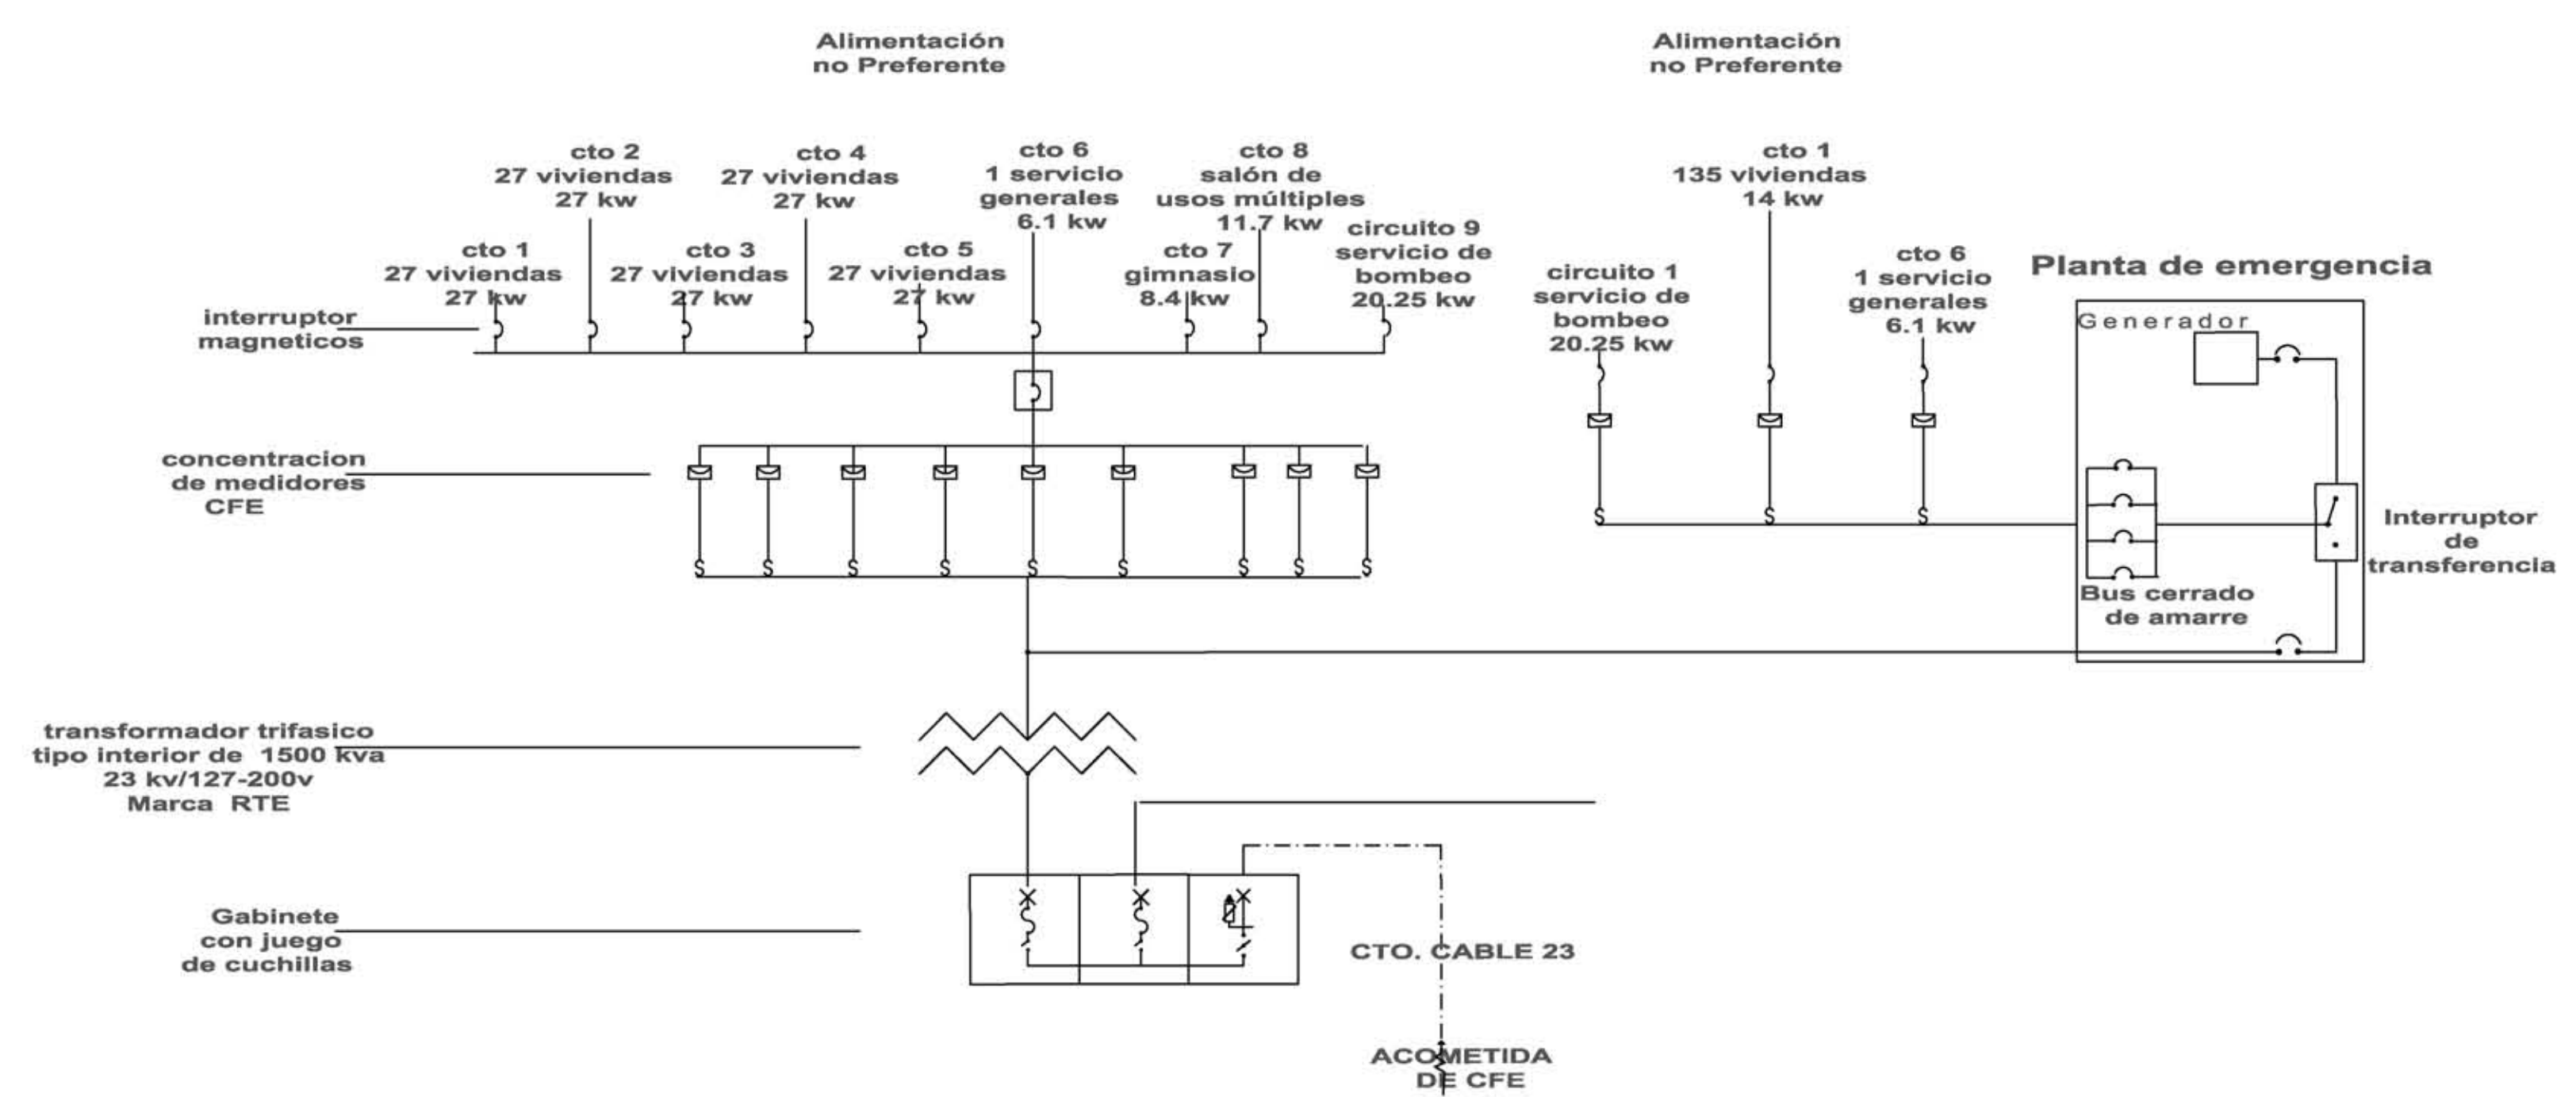 Alimentación
no Preferente
Alimentación
no Preferente
cto 2
27 viviendas
27 kw
cto 4
27 viviendas
27 kw
cto 6
1 servicio
generales
6.1 kw
cto 8
salón de
usos múltiples
11.7 kw
cto 1
135 viviendas
14 kw
cto 1
27 viviendas
27 kw
cto 3
27 viviendas
27 kw
cto 5
27 viviendas
27 kw
cto 7
gimnasio
8.4 kw
circuito 9
servicio de
bombeo
20.25 kw
circuito 1
servicio de
bombeo
20.25 kw
cto 6
1 servicio
generales
6.1 kw
Planta de emergencia
Generador
interruptor
magneticos
concentracion
de medidores
CFE
S S S S S S S S S
S S S
Interruptor
de
transferencia
Bus cerrado
de amarre
transformador trifasico
tipo interior de 1500 kva
23 kv/127-200v
Marca RTE
Gabinete
con juego
de cuchillas
CTO. CABLE 23
ACOMETIDA
DE CFE